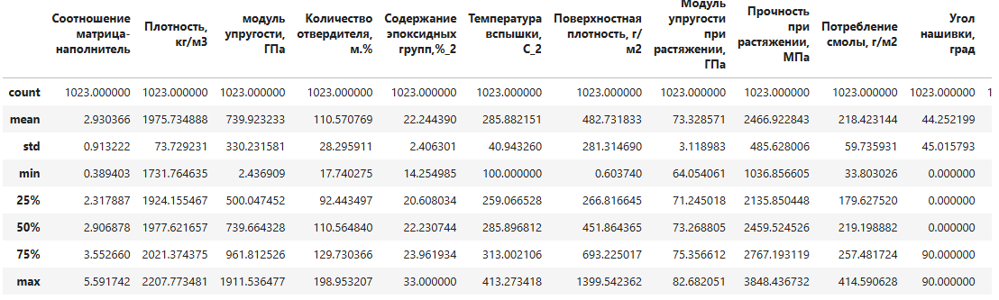 Соотношение матрица-наполнитель Плотность, кг/м3 модуль упругости, ГПа Количество отвердителя, м.% Содержание эпоксидных групп,%_2 Температура вспышки, С_2 Поверхностная плотность, г/м2 Модуль упругости при растяжении, ГПа Прочность при растяжении, МПа Потребление смолы, г/м2 Угол нашивки, град
count 1023.000000 1023.000000 1023.000000 1023.000000 1023.000000 1023.000000 1023.000000 1023.000000 1023.000000 1023.000000 1023.000000 1
mean 2.930366 1975.734888 739.923233 110.570769 22.244390 285.882151 482.731833 73.328571 2466.922843 218.423144 44.252199
std 0.913222 73.729231 330.231581 28.295911 2.406301 40.943260 281.314690 3.118983 485.628006 59.735931 45.015793
min 0.389403 1731.764635 2.436909 17.740275 14.254985 100.000000 0.603740 64.054061 1036.856605 33.803026 0.000000
25% 2.317887 1924.155467 500.047452 92.443497 20.608034 259.066528 266.816645 71.245018 2135.850448 179.627520 0.000000
50% 2.906878 1977.621657 739.664328 110.564840 22.230744 285.896812 451.864365 73.268805 2459.524526 219.198882 0.000000
75% 3.552660 2021.374375 961.812526 129.730366 23.961934 313.002106 693.225017 75.356612 2767.193119 257.481724 90.000000
max 5.591742 2207.773481 1911.536477 198.953207 33.000000 413.273418 1399.542362 82.682051 3848.436732 414.590628 90.000000